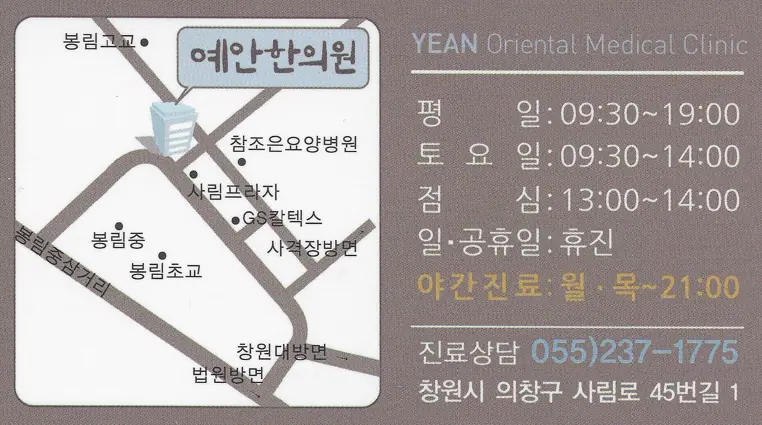 봉림고교
예안한의원
참조은요양병원
사림프라자
GS칼텍스
사격장방면
봉림중
봉림초교
봉림중삼거리
창원대방면
법원방면
YEAN Oriental Medical Clinic
평 일: 09:30~19:00
토 요 일: 09:30~14:00
점 심: 13:00~14:00
일·공휴일: 휴진
야간진료: 월·목~21:00
진료상담 055)237-1775
창원시 의창구 사림로 45번길 1